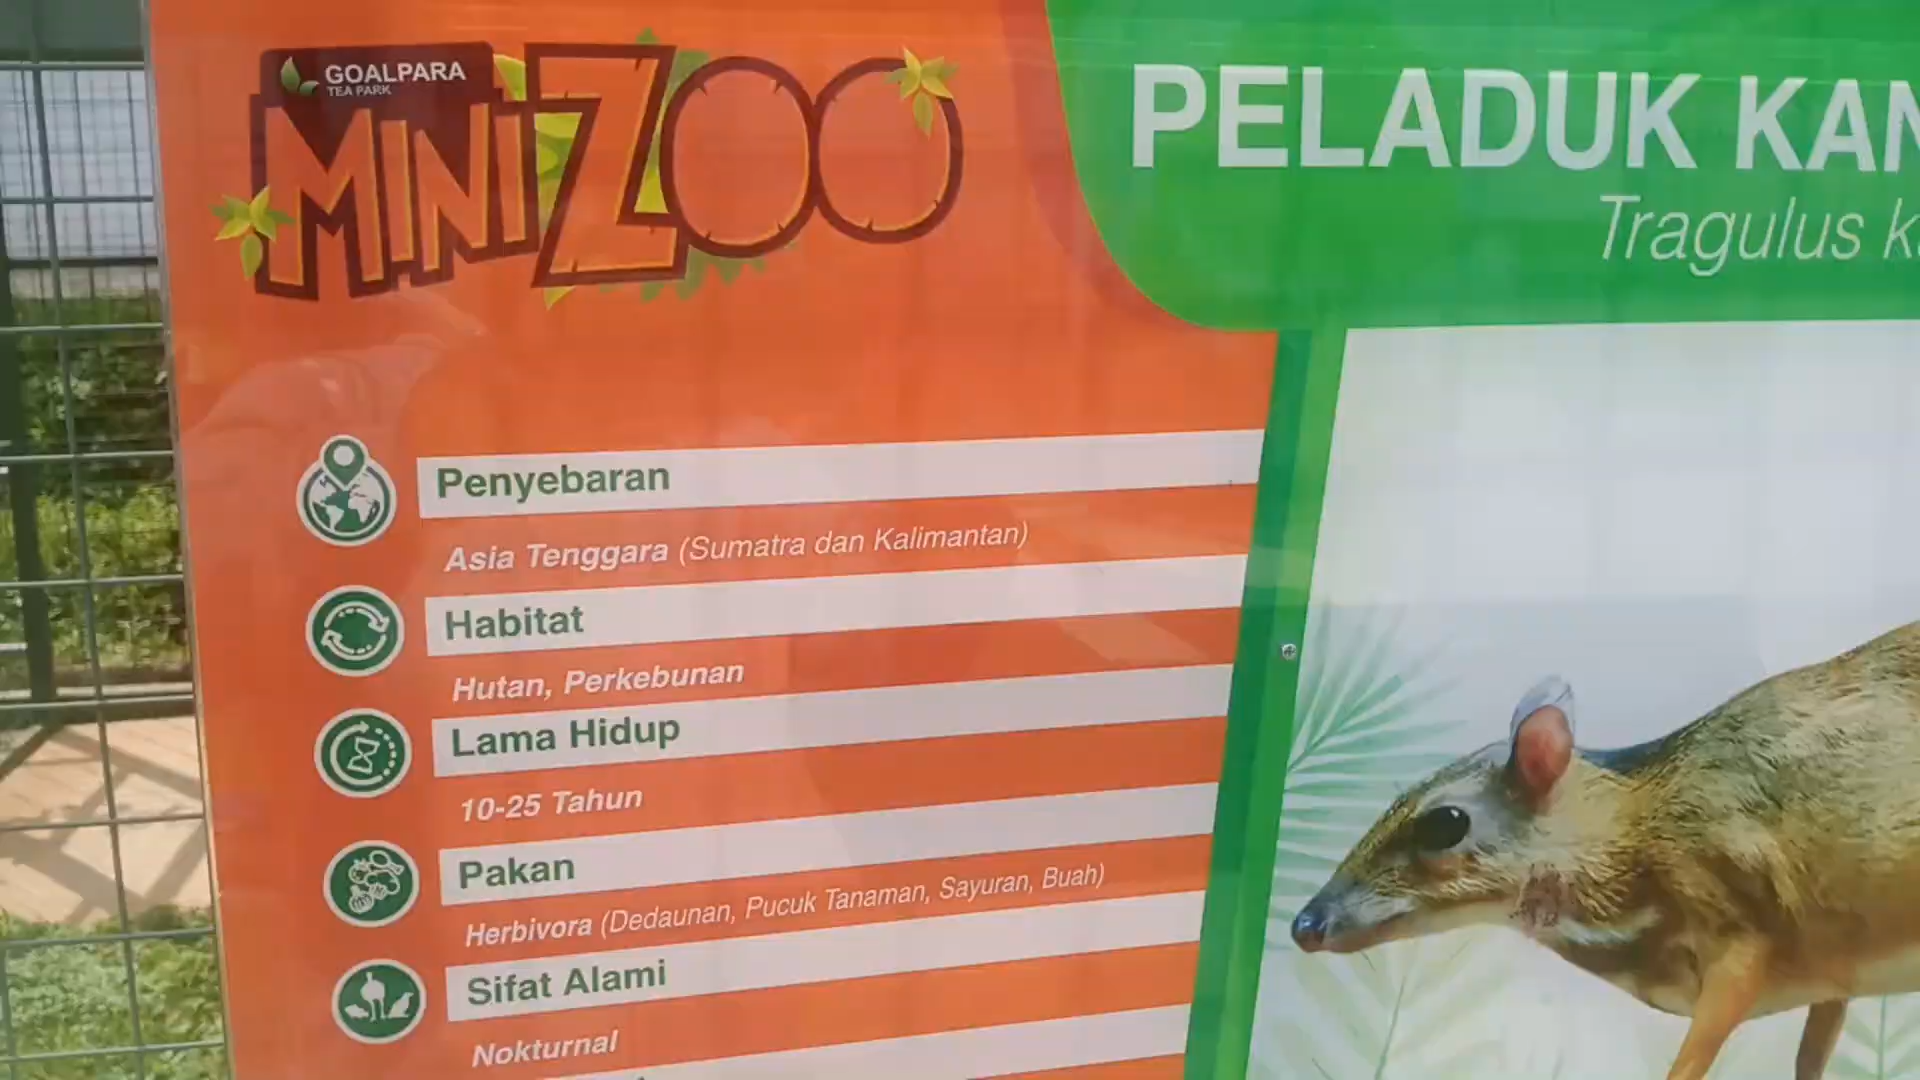 GOALPARA
TEA PARK
MINI ZOO
PELADUK
Tragulus
Penyebaran
Asia Tenggara (Sumatra dan Kalimantan)
Habitat
Hutan, Perkebunan
Lama Hidup
10-25 Tahun
Pakan
Herbivora (Dedaunan, Pucuk Tanaman, Sayuran, Buah)
Sifat Alami
Nokturnal